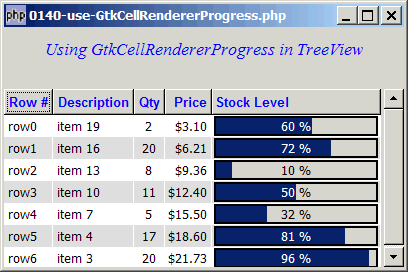 php 0140-use-GtkCellRendererProgress.php
Using GtkCellRendererProgress in TreeView
Row # Description Qty Price Stock Level
row0 item 19 2 $3.10 60 %
row1 item 16 20 $6.21 72 %
row2 item 13 8 $9.36 10 %
row3 item 10 11 $12.40 50 %
row4 item 7 5 $15.50 32 %
row5 item 4 17 $18.60 81 %
row6 item 3 20 $21.73 96 %